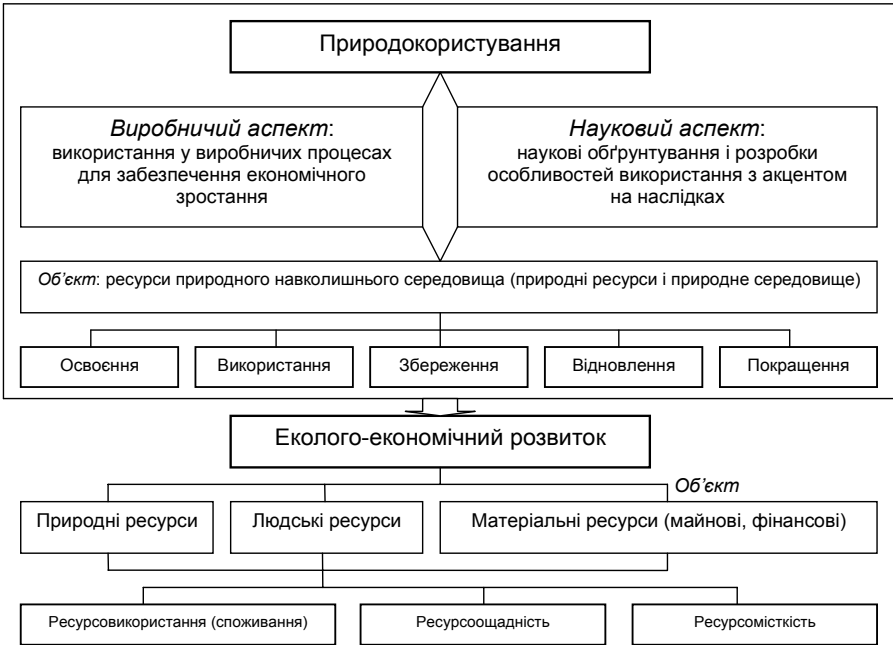 Природокористування
Виробничий аспект:
використання у виробничих процесах
для забезпечення економічного
зростання
Науковий аспект:
наукові обґрунтування і розробки
особливостей використання з акцентом
на наслідках
Об’єкт: ресурси природного навколишнього середовища (природні ресурси і природне середовище)
Освоєння
Використання
Збереження
Відновлення
Покращення
Еколого-економічний розвиток
Об’єкт
Природні ресурси
Людські ресурси
Матеріальні ресурси (майнові, фінансові)
Ресурсовикористання (споживання)
Ресурсоощадність
Ресурсомісткість